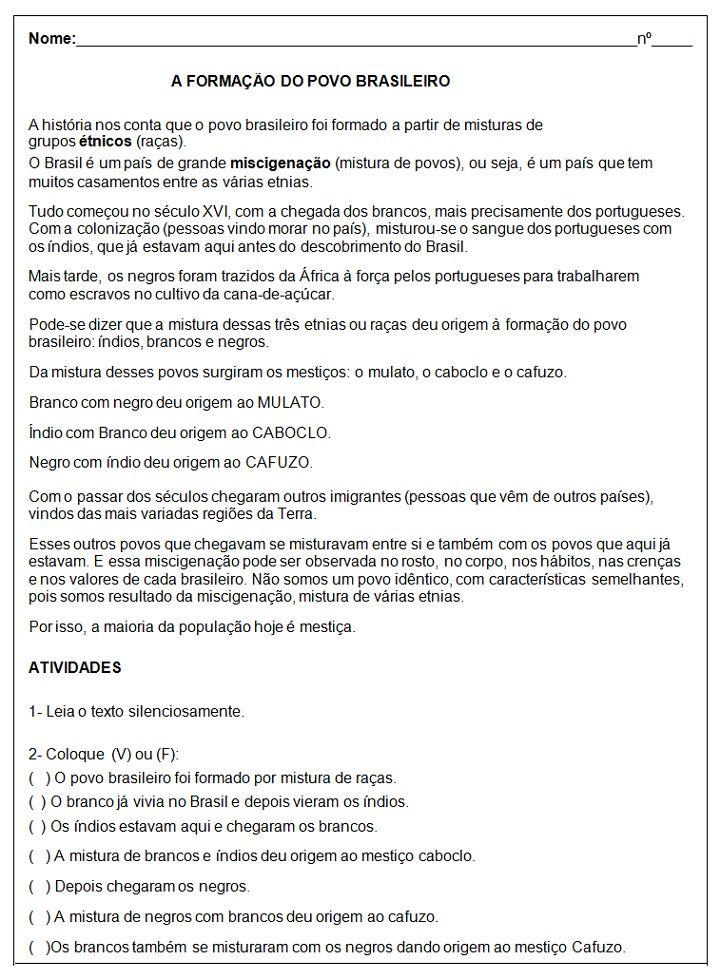 Nome:________________________________________________________________nº_____
A FORMAÇÃO DO POVO BRASILEIRO
A história nos conta que o povo brasileiro foi formado a partir de misturas de
grupos étnicos (raças).
O Brasil é um país de grande miscigenação (mistura de povos), ou seja, é um país que tem
muitos casamentos entre as várias etnias.
Tudo começou no século XVI, com a chegada dos brancos, mais precisamente dos portugueses.
Com a colonização (pessoas vindo morar no país), misturou-se o sangue dos portugueses com
os índios, que já estavam aqui antes do descobrimento do Brasil.
Mais tarde, os negros foram trazidos da África à força pelos portugueses para trabalharem
como escravos no cultivo da cana-de-açúcar.
Pode-se dizer que a mistura dessas três etnias ou raças deu origem à formação do povo
brasileiro: índios, brancos e negros.
Da mistura desses povos surgiram os mestiços: o mulato, o caboclo e o cafuzo.
Branco com negro deu origem ao MULATO.
Índio com Branco deu origem ao CABOCLO.
Negro com índio deu origem ao CAFUZO.
Com o passar dos séculos chegaram outros imigrantes (pessoas que vêm de outros países),
vindos das mais variadas regiões da Terra.
Esses outros povos que chegavam se misturavam entre si e também com os povos que aqui já
estavam. E essa miscigenação pode ser observada no rosto, no corpo, nos hábitos, nas crenças
e nos valores de cada brasileiro. Não somos um povo idêntico, com características semelhantes,
pois somos resultado da miscigenação, mistura de várias etnias.
Por isso, a maioria da população hoje é mestiça.
ATIVIDADES
1- Leia o texto silenciosamente.
2- Coloque (V) ou (F):
( ) O povo brasileiro foi formado por mistura de raças.
( ) O branco já vivia no Brasil e depois vieram os índios.
( ) Os índios estavam aqui e chegaram os brancos.
( ) A mistura de brancos e índios deu origem ao mestiço caboclo.
( ) Depois chegaram os negros.
( ) A mistura de negros com brancos deu origem ao cafuzo.
( )Os brancos também se misturaram com os negros dando origem ao mestiço Cafuzo.